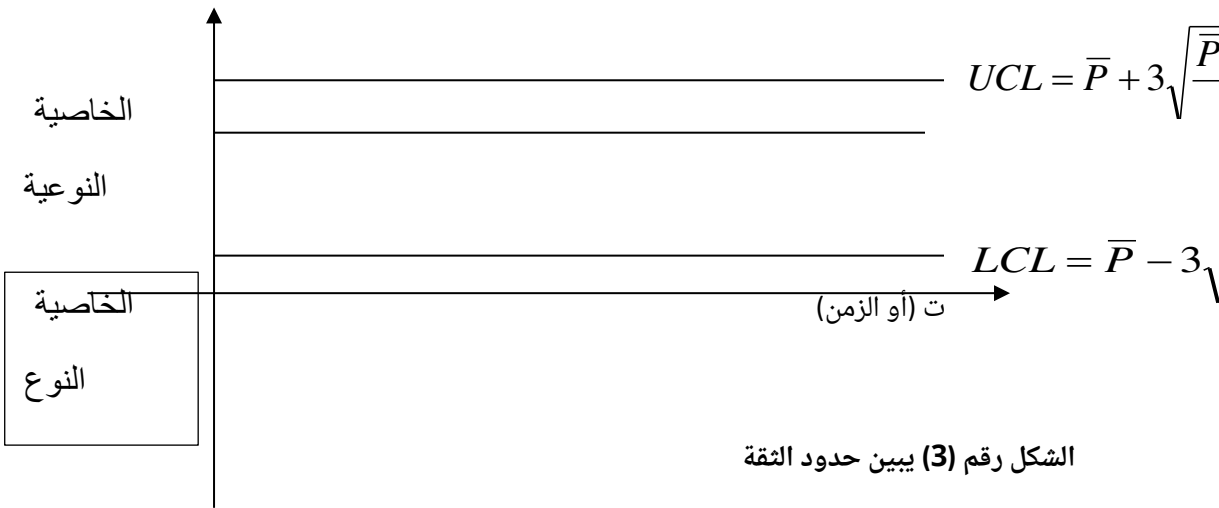 UCL = P̅ + 3√P̅
الخاصية
النوعية
LCL = P̅ - 3√
الخاصية
النوع
ت (أو الزمن)
الشكل رقم (3) يبين حدود الثقة